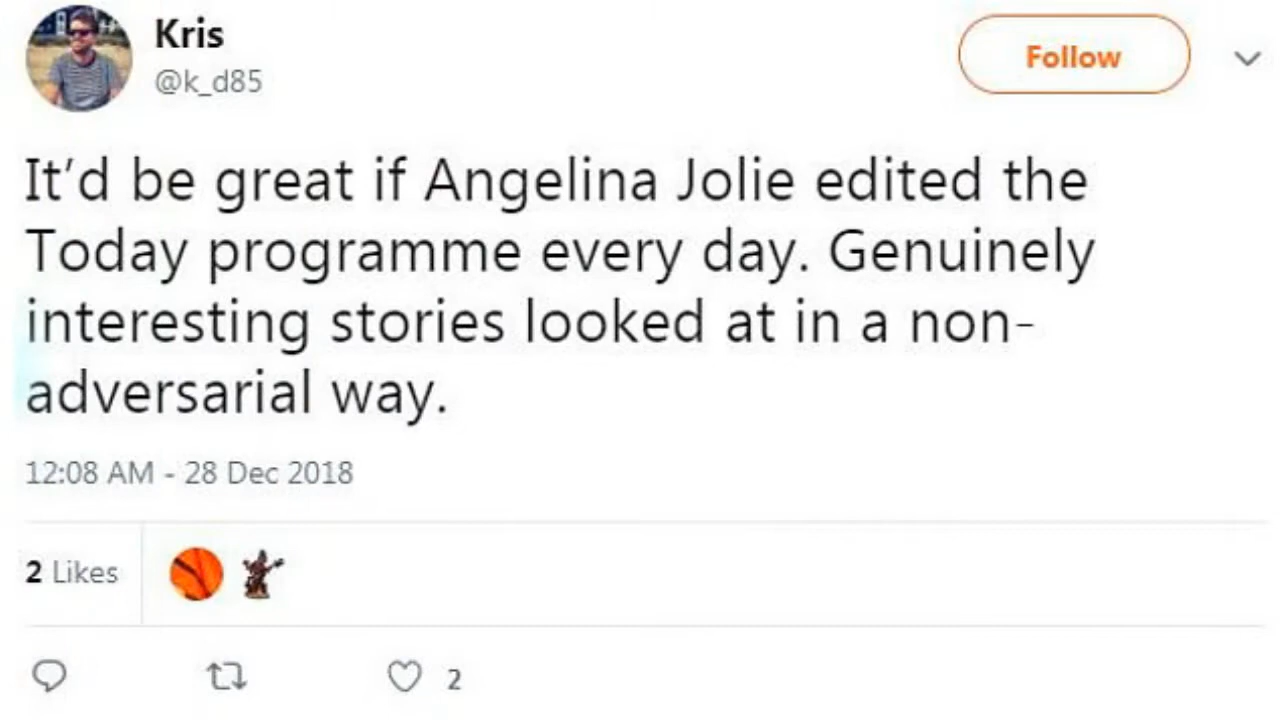 Kris
@k_d85
Follow
It’d be great if Angelina Jolie edited the
Today programme every day. Genuinely
interesting stories looked at in a non-
adversarial way.
12:08 AM - 28 Dec 2018
2 Likes
2